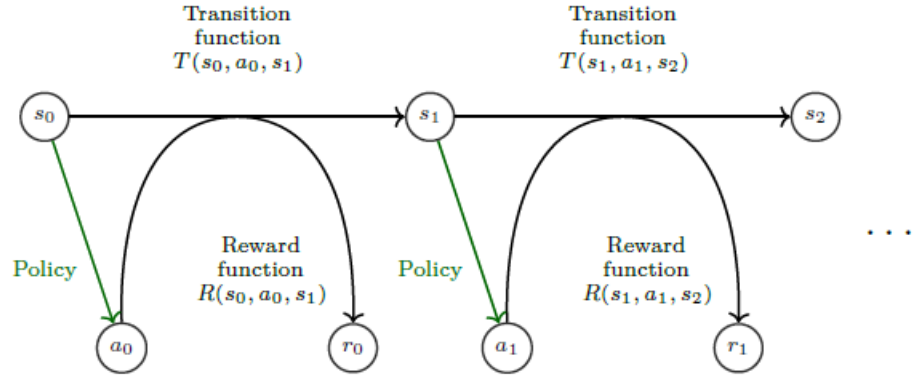 Transition
function
T(s₀, a₀, s₁)
Transition
function
T(s₁, a₁, s₂)
s₀
s₁
s₂
Policy
Reward
function
R(s₀, a₀, s₁)
Policy
Reward
function
R(s₁, a₁, s₂)
. . .
a₀
r₀
a₁
r₁